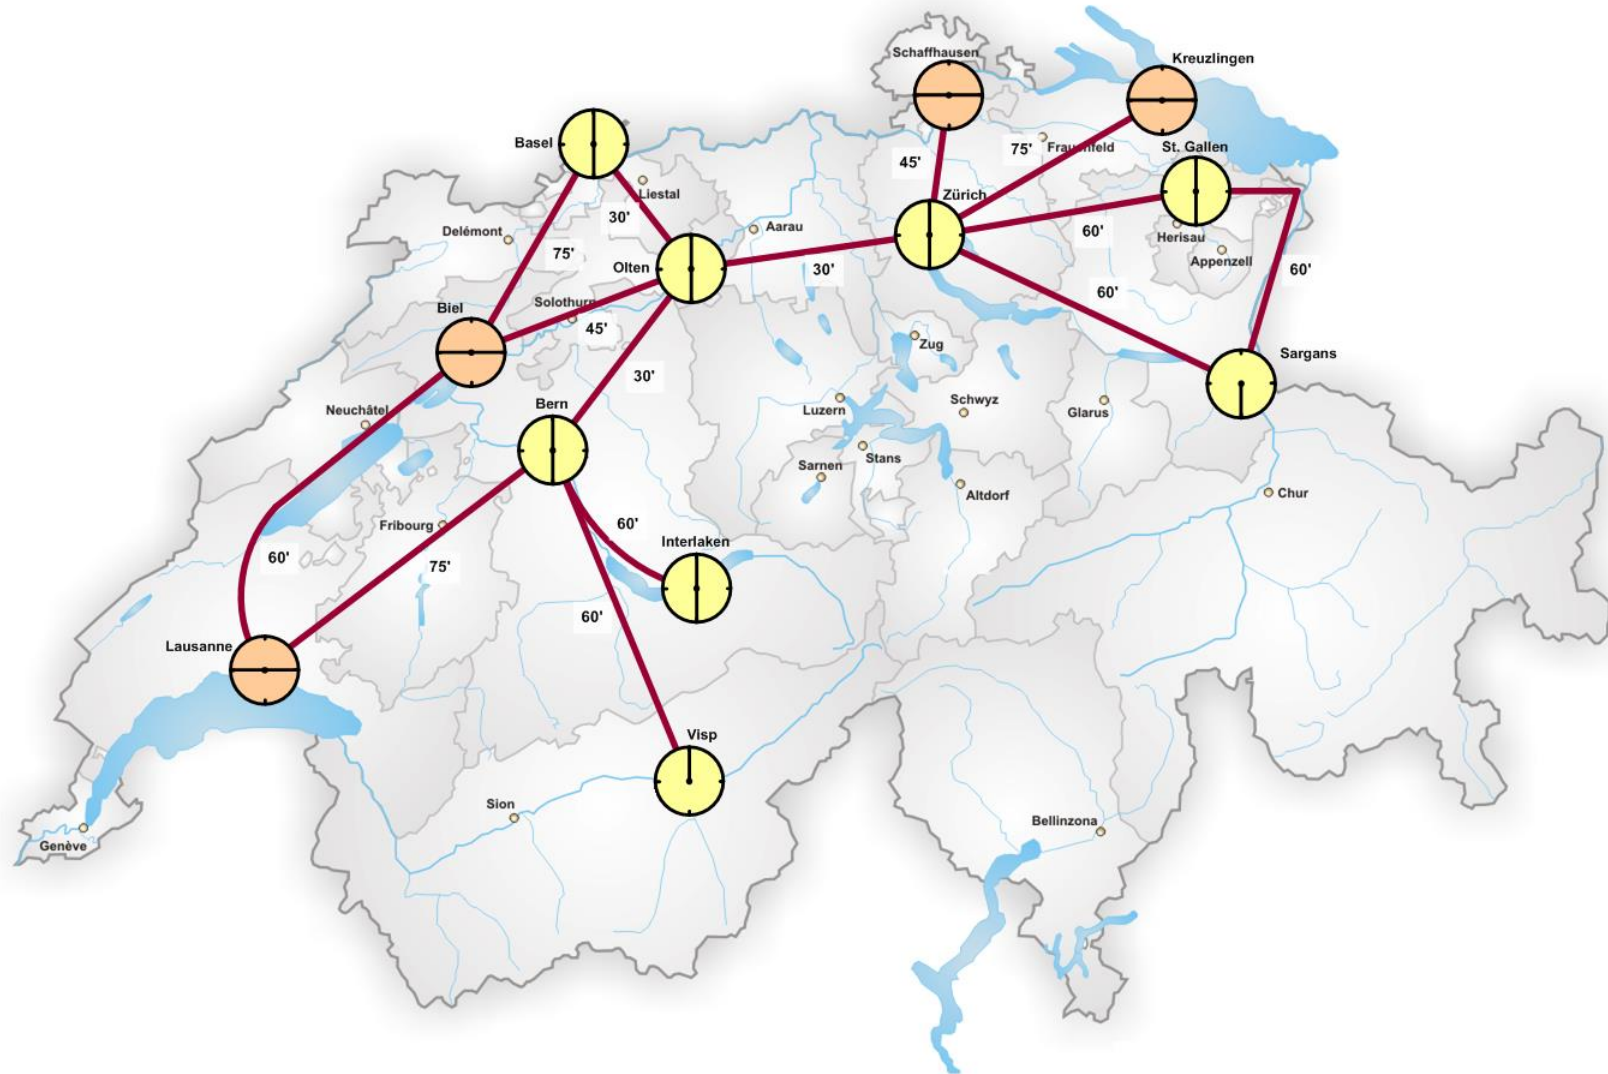 Schaffhausen
Kreuzlingen
Basel
45'
75'
Frauenfeld
St. Gallen
Liestal
Zürich
30'
Delémont
Aarau
60'
Herisau
75'
Olten
30'
Appenzell
60'
60'
Biel
Solothurn
45'
Zug
Sargans
30'
Bern
Neuchâtel
Luzern
Schwyz
Glarus
Stans
Sarnen
Altdorf
Chur
Fribourg
60'
Interlaken
60'
75'
60'
Lausanne
Visp
Sion
Bellinzona
Genève